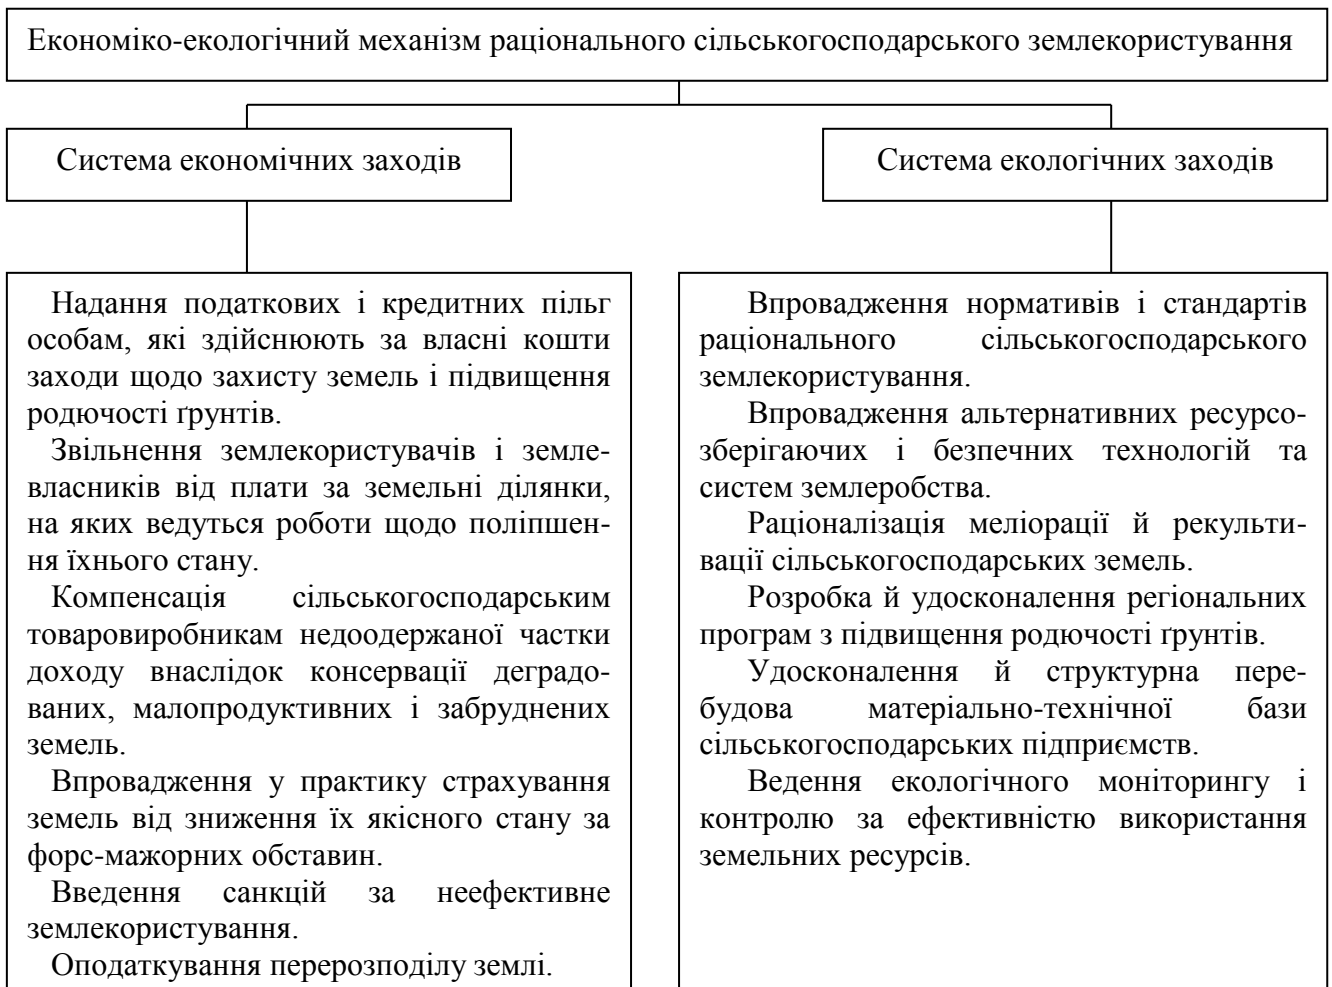 Економіко-екологічний механізм раціонального сільськогосподарського землекористування
Система економічних заходів
Система екологічних заходів
Надання податкових і кредитних пільг
особам, які здійснюють за власні кошти
заходи щодо захисту земель і підвищення
родючості ґрунтів.
Звільнення землекористувачів і земле-
власників від плати за земельні ділянки,
на яких ведуться роботи щодо поліпшен-
ня їхнього стану.
Компенсація сільськогосподарським
товаровиробникам недоодержаної частки
доходу внаслідок консервації деградо-
ваних, малопродуктивних і забруднених
земель.
Впровадження у практику страхування
земель від зниження їх якісного стану за
форс-мажорних обставин.
Введення санкцій за неефективне
землекористування.
Оподаткування перерозподілу землі.
Впровадження нормативів і стандартів
раціонального сільськогосподарського
землекористування.
Впровадження альтернативних ресурсо-
зберігаючих і безпечних технологій та
систем землеробства.
Раціоналізація меліорації й рекульти-
вації сільськогосподарських земель.
Розробка й удосконалення регіональних
програм з підвищення родючості ґрунтів.
Удосконалення й структурна пере-
будова матеріально-технічної бази
сільськогосподарських підприємств.
Ведення екологічного моніторингу і
контролю за ефективністю використання
земельних ресурсів.